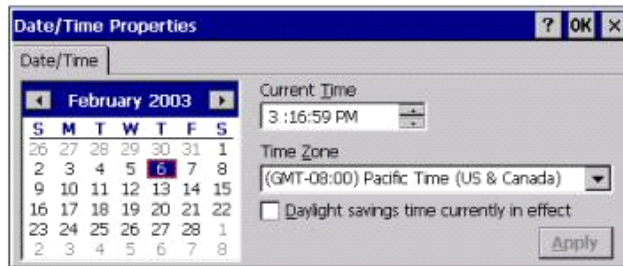 Date/Time Properties ? OK ×
Date/Time
February 2003
S M T W T F S
26 27 28 29 30 31 1
2 3 4 5 6 7 8
9 10 11 12 13 14 15
16 17 18 19 20 21 22
23 24 25 26 27 28 1
2 3 4 5 6 7 8
Current Time
3 :16:59 PM
Time Zone
(GMT-08:00) Pacific Time (US & Canada)
Daylight savings time currently in effect
Apply